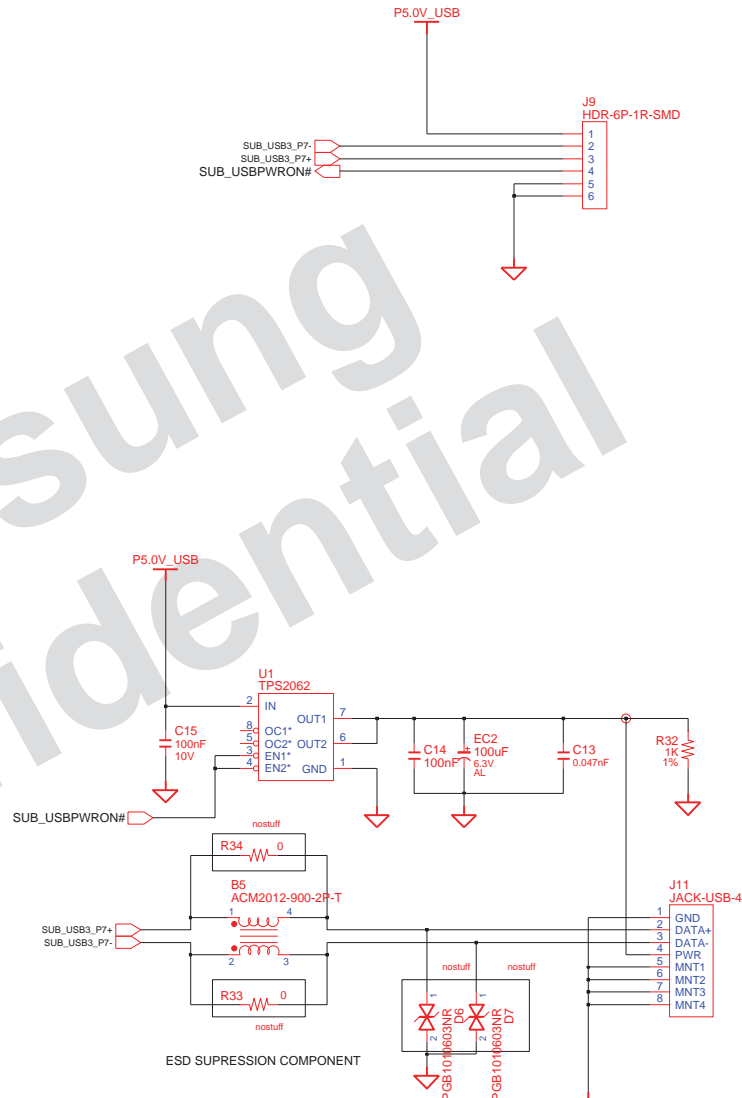 P5.0V_USB
J9
HDR-6P-1R-SMD
1
SUB_USB3_P7- 2
SUB_USB3_P7+ 3
SUB_USBPWRON# 4
5
6
sung
idential
P5.0V_USB
U1
TPS2062
2 IN
OUT1 7
8 OC1*
5 OC2* OUT2 6
3 EN1*
4 EN2* GND 1
C15
100nF
10V
C14
100nF
EC2
100uF
6.3V
AL
C13
0.047nF
R32
1K
1%
SUB_USBPWRON#
nostuff
R34 0
B5
ACM2012-900-2P-T
1 4
SUB_USB3_P7+
SUB_USB3_P7-
2 3
R33 0
nostuff
J11
JACK-USB-4
1 GND
2 DATA+
3 DATA-
4 PWR
5 MNT1
6 MNT2
7 MNT3
8 MNT4
nostuff nostuff
1 1
D6 D7
2 2
PGB1010603NR PGB1010603NR
ESD SUPRESSION COMPONENT